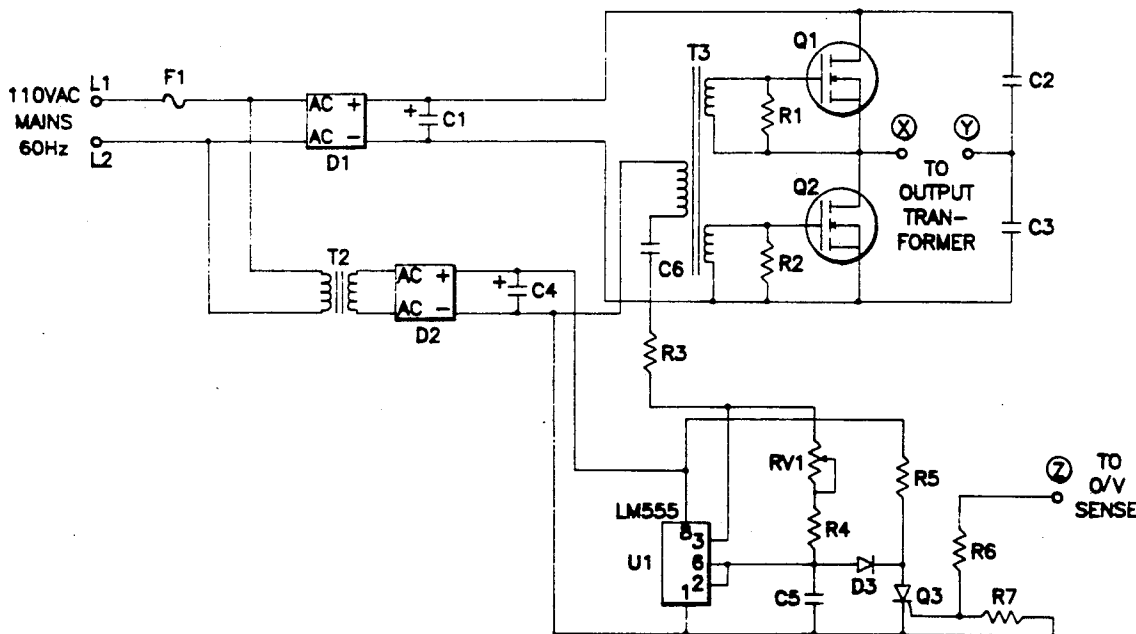 110VAC
MAINS
60Hz
L1
L2
F1
AC +
AC −
D1
+
C1
T3
Q1
R1
C2
X
Y
TO
OUTPUT
TRAN-
FORMER
Q2
R2
C3
T2
AC +
AC −
D2
+
C4
C6
R3
RV1
R4
R5
Z
TO
O/V
SENSE
LM555
U1
8
3
6
2
1
C5
D3
Q3
R6
R7